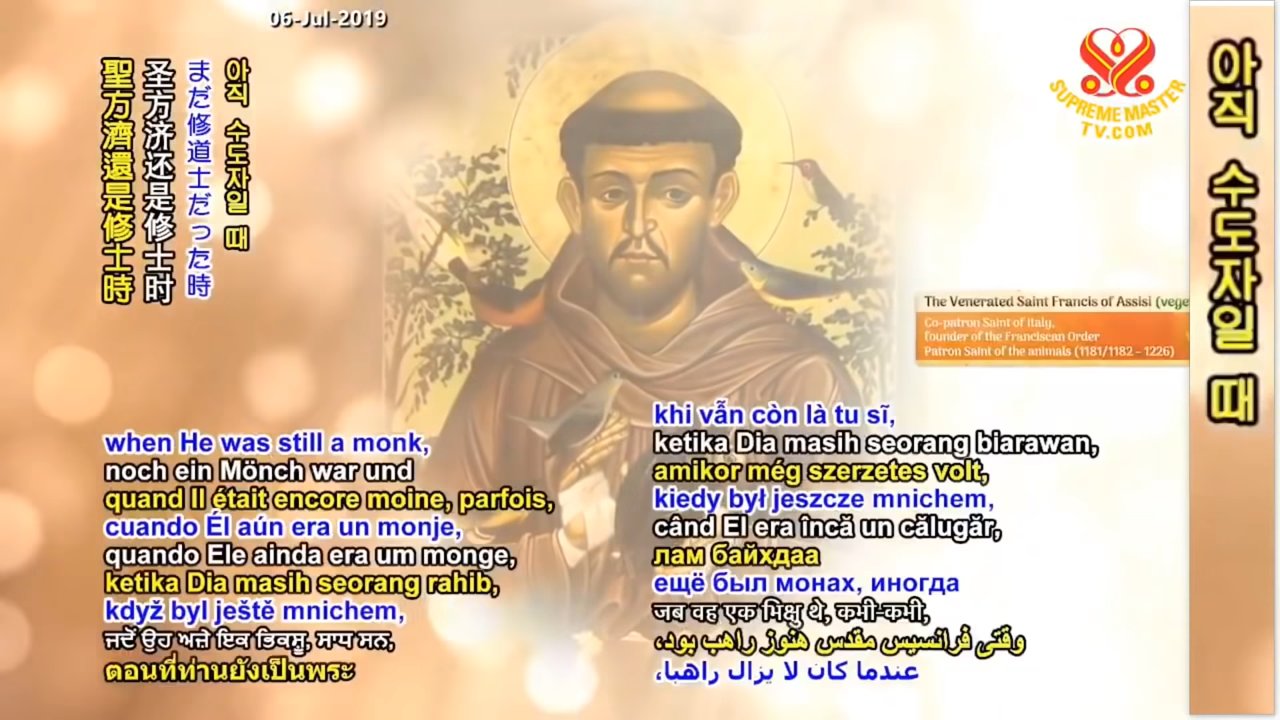 06-Jul-2019
SUPREME MASTER
TV.COM
아직 수도자일 때
まだ修道士だった時
圣方济还是修士时
聖方濟還是修士時
아직 수도자일 때
The Venerated Saint Francis of Assisi (vege
Co-patron Saint of Italy,
founder of the Franciscan Order
Patron Saint of the animals (1181/1182 – 1226)
when He was still a monk,
noch ein Mönch war und
quand Il était encore moine, parfois,
cuando Él aún era un monje,
quando Ele ainda era um monge,
ketika Dia masih seorang rahib,
když byl ještě mnichem,
ਜਦੋਂ ਉਹ ਅਜੇ ਇਕ ਭਿਕਸ਼ੂ, ਸਾਧ ਸਨ,
ตอนที่ท่านยังเป็นพระ
khi vẫn còn là tu sĩ,
ketika Dia masih seorang biarawan,
amikor még szerzetes volt,
kiedy był jeszcze mnichem,
când El era încă un călugăr,
лам байхдаа
ещё был монах, иногда
जब वह एक भिक्षु थे, कभी-कभी,
وقتی فرانسیس مقدس هنوز راهب بود،
عندما كان لا يزال راهبا،